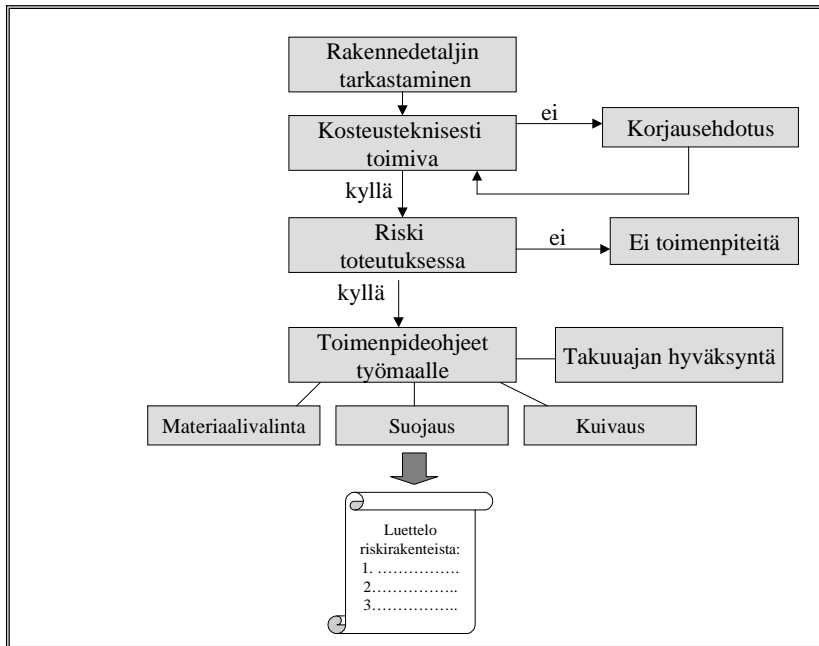 Rakennedetaljin
tarkastaminen
Kosteusteknisesti
toimiva
ei
Korjausehdotus
kyllä
Riski
toteutuksessa
ei
Ei toimenpiteitä
kyllä
Toimenpideohjeet
työmaalle
Takuuajan hyväksyntä
Materiaalivalinta
Suojaus
Kuivaus
Luettelo
riskirakenteista:
1. …………….
2……………..
3……………..